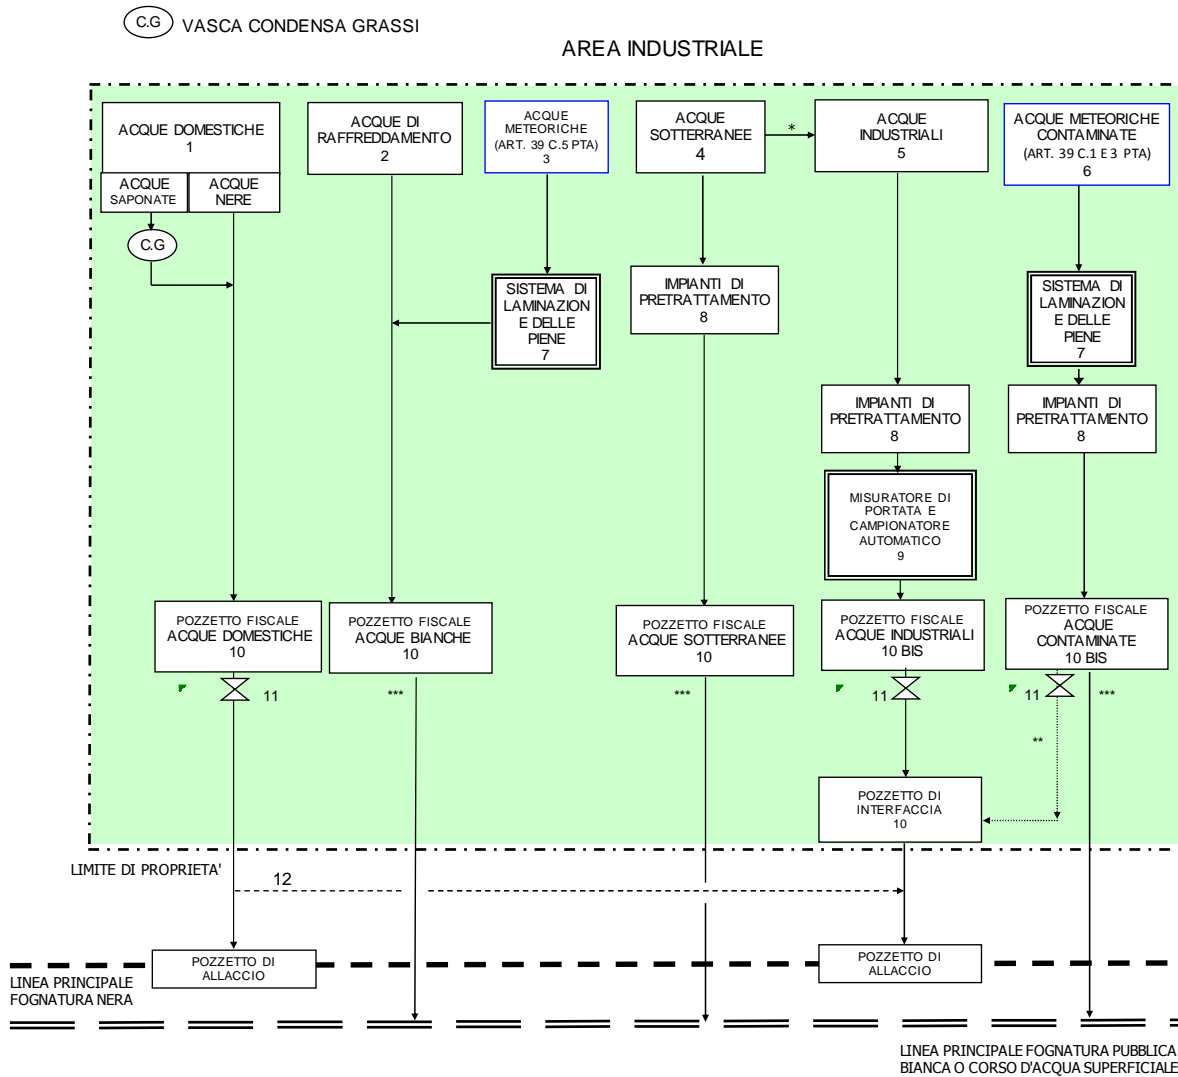 C.G VASCA CONDENSA GRASSI
AREA INDUSTRIALE
ACQUE DOMESTICHE
1
ACQUE
SAPONATE
ACQUE
NERE
C.G
ACQUE DI
RAFFREDDAMENTO
2
ACQUE
METEORICHE
(ART. 39 C.5 PTA)
3
ACQUE
SOTTERRANEE
4
*
ACQUE
INDUSTRIALI
5
ACQUE METEORICHE
CONTAMINATE
(ART. 39 C.1 E 3 PTA)
6
SISTEMA DI
LAMINAZION
E DELLE
PIENE
7
IMPIANTI DI
PRETRATTAMENTO
8
SISTEMA DI
LAMINAZION
E DELLE
PIENE
7
IMPIANTI DI
PRETRATTAMENTO
8
IMPIANTI DI
PRETRATTAMENTO
8
MISURATORE DI
PORTATA E
CAMPIONATORE
AUTOMATICO
9
POZZETTO FISCALE
ACQUE DOMESTICHE
10
POZZETTO FISCALE
ACQUE BIANCHE
10
POZZETTO FISCALE
ACQUE SOTTERRANEE
10
POZZETTO FISCALE
ACQUE INDUSTRIALI
10 BIS
POZZETTO FISCALE
ACQUE
CONTAMINATE
10 BIS
11
***
***
11
11
***
**
POZZETTO DI
INTERFACCIA
10
LIMITE DI PROPRIETA'
12
POZZETTO DI
ALLACCIO
POZZETTO DI
ALLACCIO
LINEA PRINCIPALE
FOGNATURA NERA
LINEA PRINCIPALE FOGNATURA PUBBLICA
BIANCA O CORSO D'ACQUA SUPERFICIALE